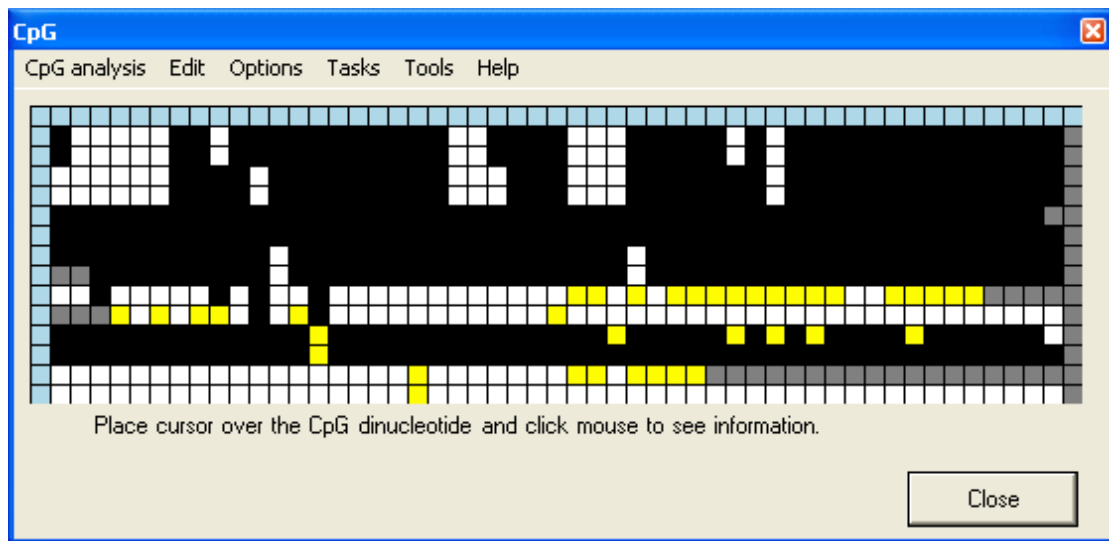 CpG
CpG analysis Edit Options Tasks Tools Help
Place cursor over the CpG dinucleotide and click mouse to see information.
Close